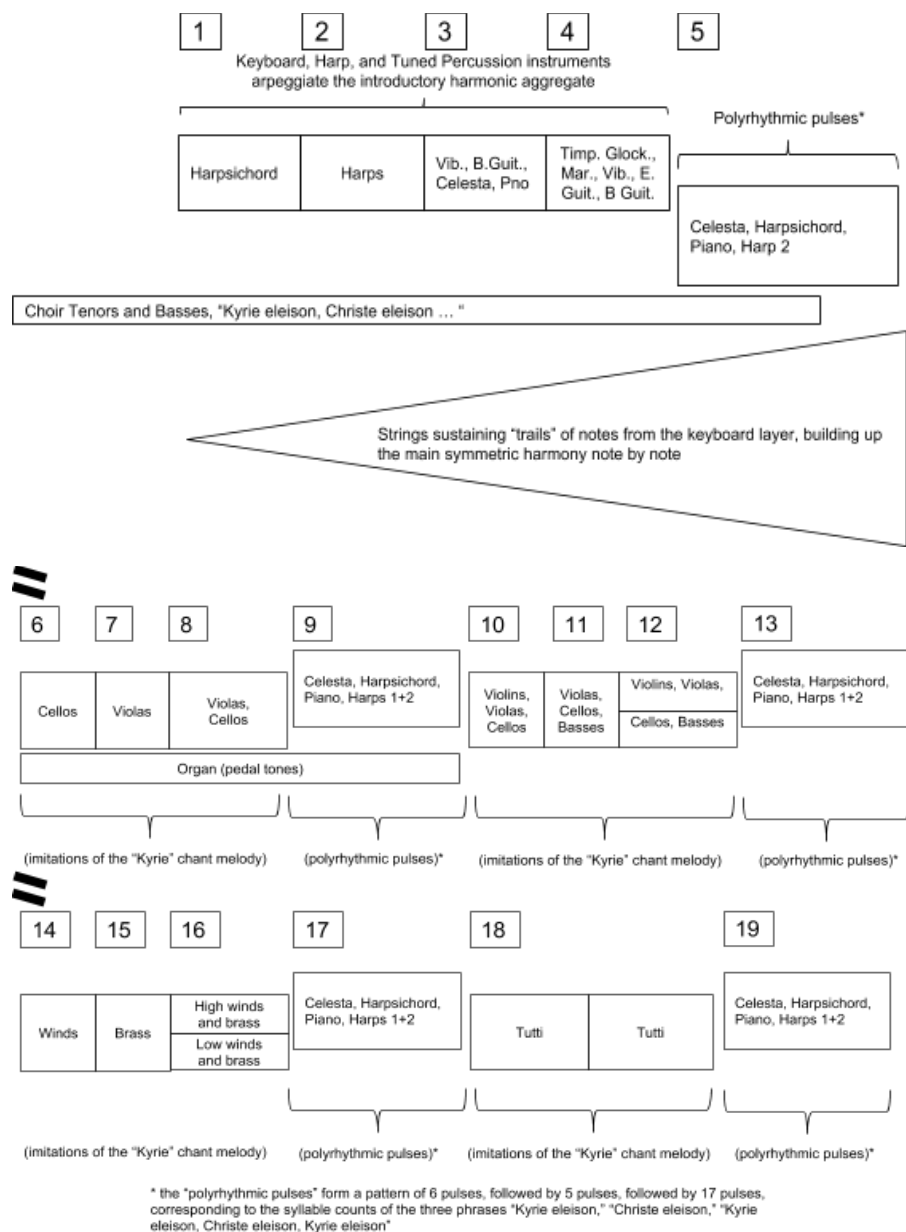 1 2 3 4 5
Keyboard, Harp, and Tuned Percussion instruments
arpeggiate the introductory harmonic aggregate
Polyrhythmic pulses*
Harpsichord
Harps
Vib., B.Guit.,
Celesta, Pno
Timp. Glock.,
Mar., Vib., E.
Guit., B Guit.
Celesta, Harpsichord,
Piano, Harp 2
Choir Tenors and Basses, "Kyrie eleison, Christe eleison … “
Strings sustaining “trails” of notes from the keyboard layer, building up
the main symmetric harmony note by note
6 7 8 9 10 11 12 13
Cellos
Violas
Violas,
Cellos
Celesta, Harpsichord,
Piano, Harps 1+2
Violins,
Violas,
Cellos
Violas,
Cellos,
Basses
Violins, Violas,
Cellos, Basses
Celesta, Harpsichord,
Piano, Harps 1+2
Organ (pedal tones)
(imitations of the “Kyrie” chant melody)
(polyrhythmic pulses)*
(imitations of the “Kyrie” chant melody)
(polyrhythmic pulses)*
14 15 16 17 18 19
Winds
Brass
High winds
and brass
Low winds
and brass
Celesta, Harpsichord,
Piano, Harps 1+2
Tutti
Tutti
Celesta, Harpsichord,
Piano, Harps 1+2
(imitations of the “Kyrie” chant melody)
(polyrhythmic pulses)*
(imitations of the “Kyrie” chant melody)
(polyrhythmic pulses)*
* the "polyrhythmic pulses” form a pattern of 6 pulses, followed by 5 pulses, followed by 17 pulses,
corresponding to the syllable counts of the three phrases “Kyrie eleison,” “Christe eleison,” “Kyrie
eleison, Christe eleison, Kyrie eleison”